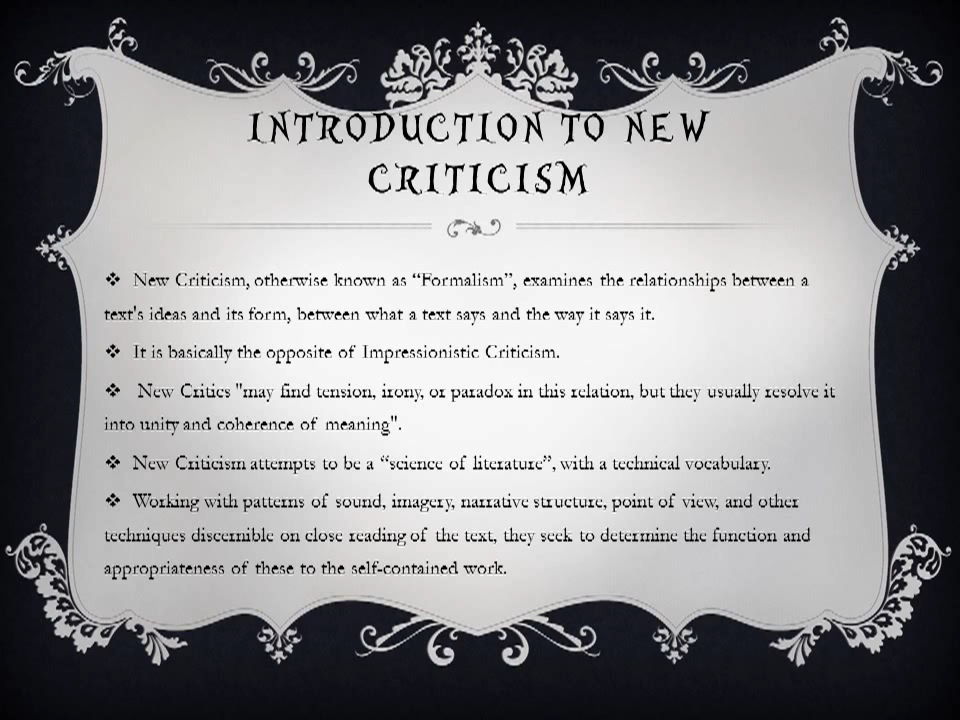 INTRODUCTION TO NEW
CRITICISM
❖ New Criticism, otherwise known as “Formalism”, examines the relationships between a
text's ideas and its form, between what a text says and the way it says it.
❖ It is basically the opposite of Impressionistic Criticism.
❖ New Critics "may find tension, irony, or paradox in this relation, but they usually resolve it
into unity and coherence of meaning".
❖ New Criticism attempts to be a “science of literature”, with a technical vocabulary.
❖ Working with patterns of sound, imagery, narrative structure, point of view, and other
techniques discernible on close reading of the text, they seek to determine the function and
appropriateness of these to the self-contained work.